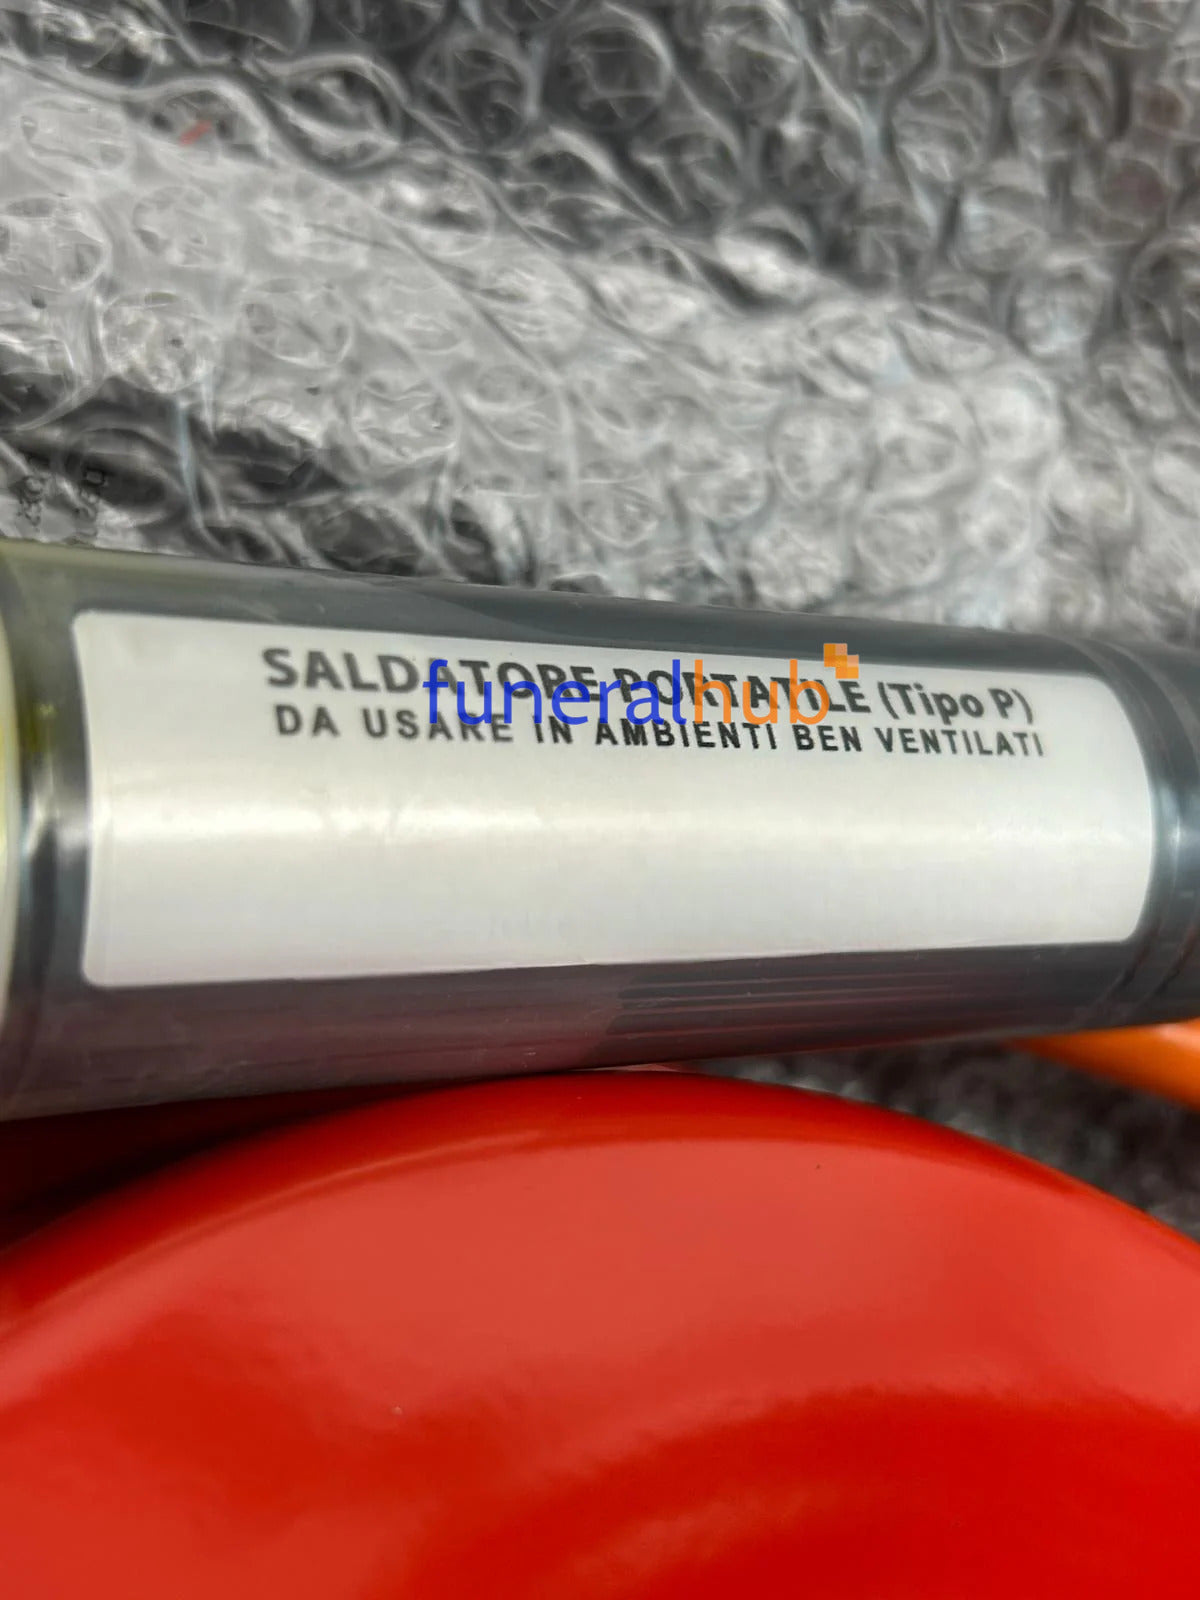 SALDATORE PORTATILE (Tipo P)
DA USARE IN AMBIENTI BEN VENTILATI
funeralhub